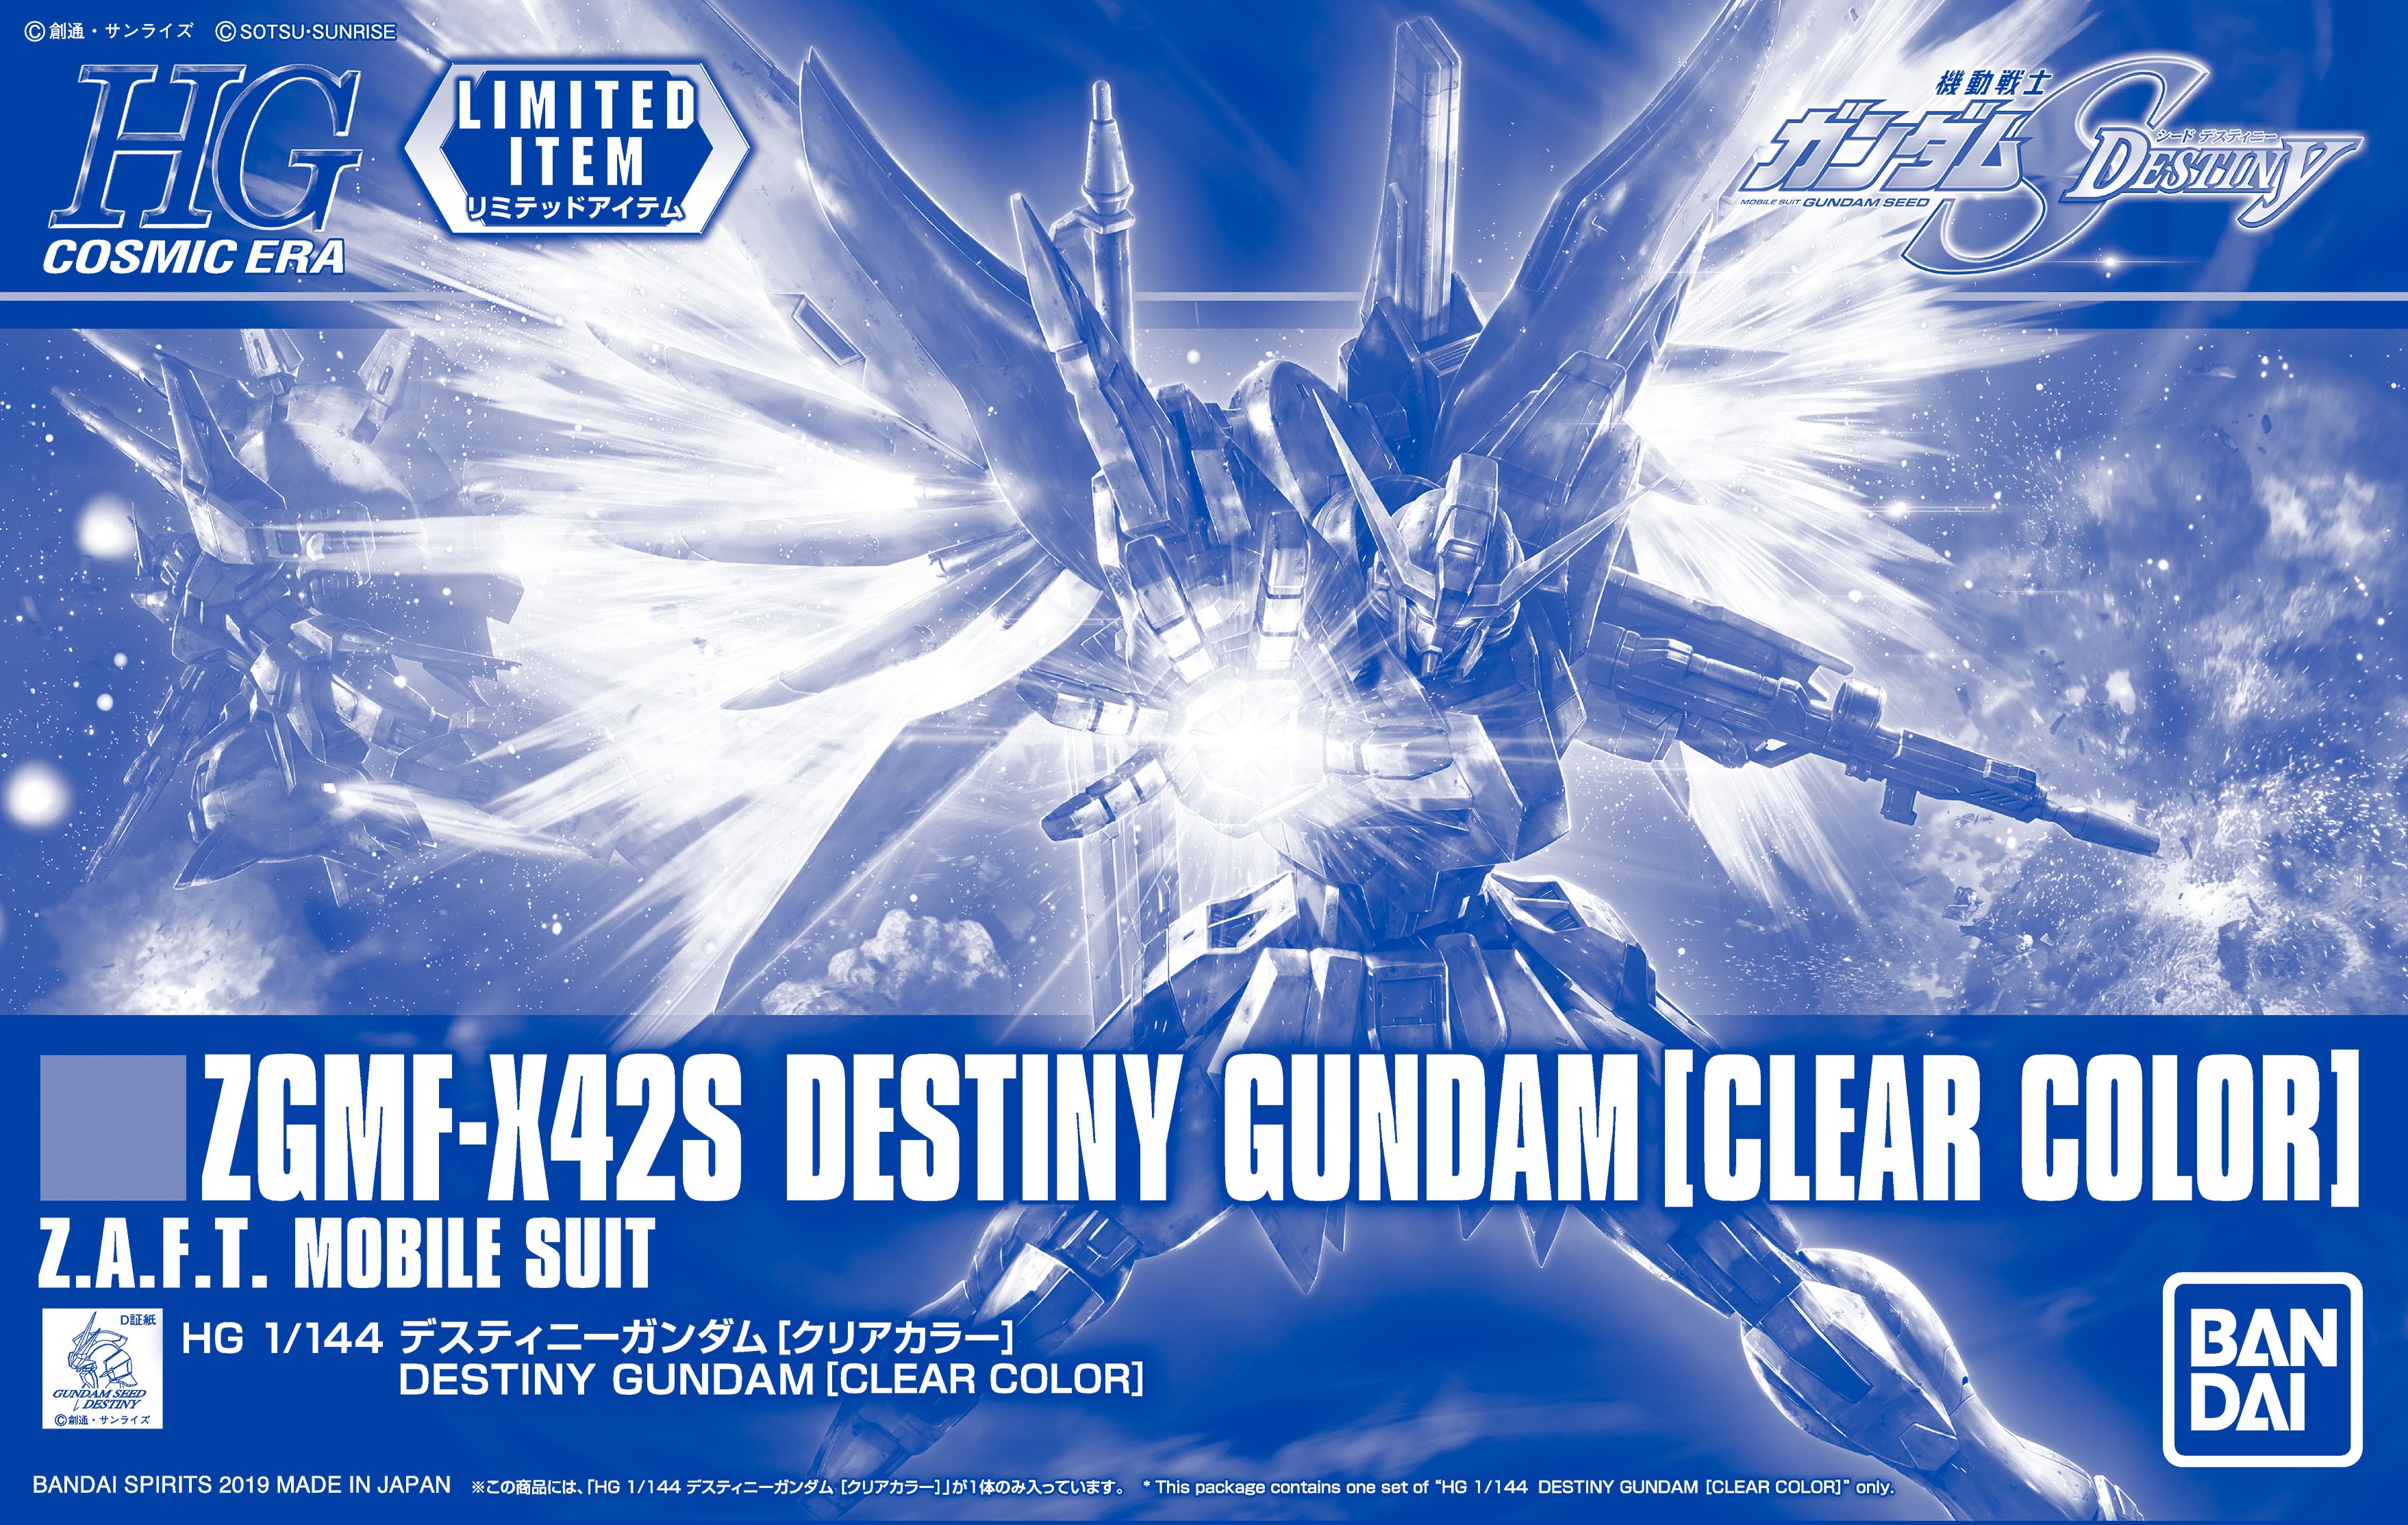 ©創通・サンライズ ©SOTSU・SUNRISE
HG
COSMIC ERA
LIMITED
ITEM
リミテッドアイテム
機動戦士
ガンダムS
シード デスティニー
DESTINY
MOBILE SUIT GUNDAM SEED
ZGMF-X42S DESTINY GUNDAM [CLEAR COLOR]
Z.A.F.T. MOBILE SUIT
D証紙
GUNDAM SEED
DESTINY
©創通・サンライズ
HG 1/144 デスティニーガンダム [クリアカラー]
DESTINY GUNDAM [CLEAR COLOR]
BAN
DAI
BANDAI SPIRITS 2019 MADE IN JAPAN ※この商品には、「HG 1/144 デスティニーガンダム [クリアカラー]」が1体のみ入っています。 * This package contains one set of “HG 1/144 DESTINY GUNDAM [CLEAR COLOR]” only.